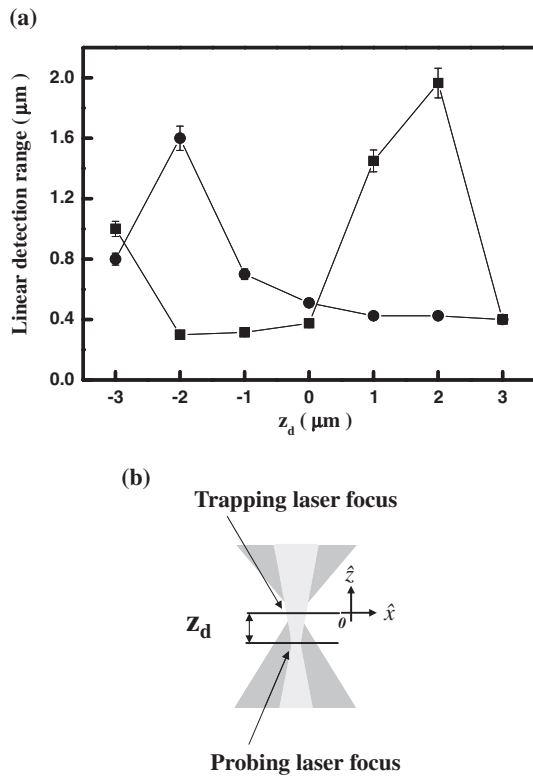 (a)
Linear detection range (μm)
2.0
1.6
1.2
0.8
0.4
0.0
-3 -2 -1 0 1 2 3
z_d (μm)
(b)
Trapping laser focus
ẑ
z_d
0
x̂
Probing laser focus